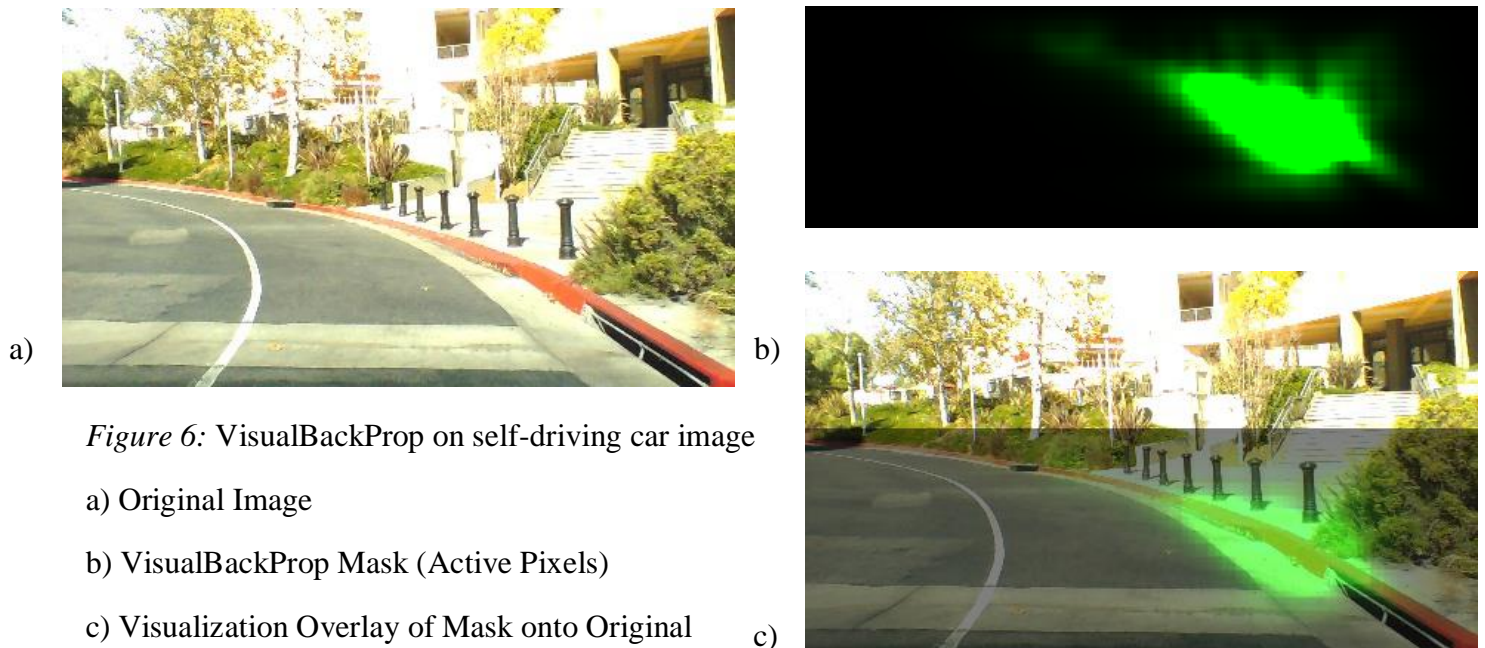 a)
b)
Figure 6: VisualBackProp on self-driving car image
a) Original Image
b) VisualBackProp Mask (Active Pixels)
c) Visualization Overlay of Mask onto Original
c)